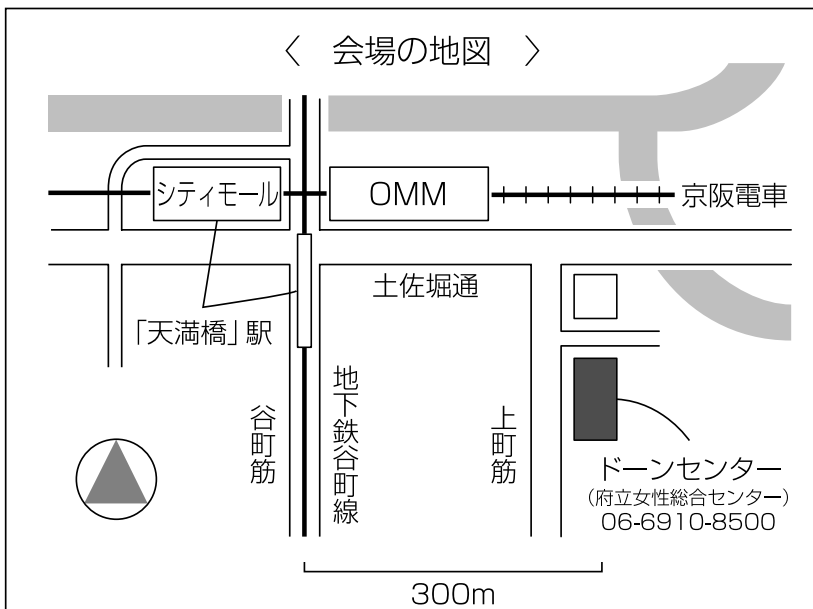 〈 会場の地図 〉
シティモール
OMM
京阪電車
土佐堀通
「天満橋」駅
谷町筋
地下鉄谷町線
上町筋
ドーンセンター
(府立女性総合センター)
06-6910-8500
300m